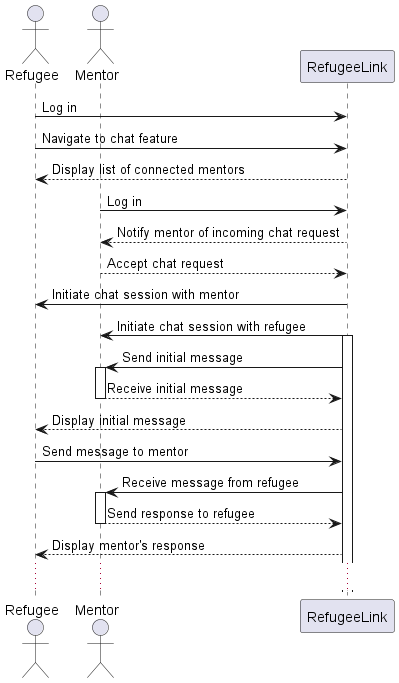 Refugee
Mentor
RefugeeLink
Log in
Navigate to chat feature
Display list of connected mentors
Log in
Notify mentor of incoming chat request
Accept chat request
Initiate chat session with mentor
Initiate chat session with refugee
Send initial message
Receive initial message
Display initial message
Send message to mentor
Receive message from refugee
Send response to refugee
Display mentor's response
Refugee
Mentor
RefugeeLink